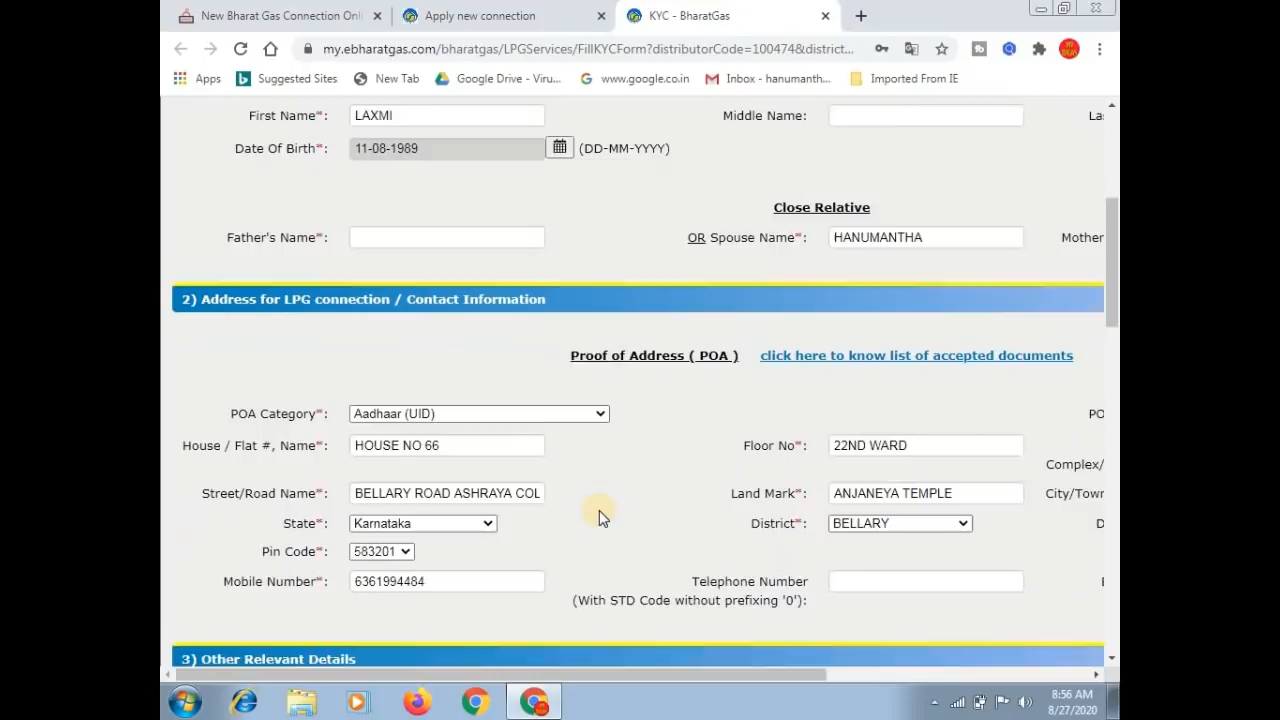 New Bharat Gas Connection Onl
Apply new connection
KYC - BharatGas
my.ebharatgas.com/bharatgas/LPGServices/FillKYCForm?distributorCode=100474&district...
Apps
Suggested Sites
New Tab
Google Drive - Viru...
www.google.co.in
Inbox - hanumanth...
Imported From IE
First Name*: LAXMI Middle Name: La
Date Of Birth*: 11-08-1989 (DD-MM-YYYY)
Close Relative
Father's Name*: OR Spouse Name*: HANUMANTHA Mother
2) Address for LPG connection / Contact Information
Proof of Address ( POA ) click here to know list of accepted documents
POA Category*: Aadhaar (UID) PO
House / Flat #, Name*: HOUSE NO 66 Floor No*: 22ND WARD
Complex/
Street/Road Name*: BELLARY ROAD ASHRAYA COL Land Mark*: ANJANEYA TEMPLE City/Town
State*: Karnataka District*: BELLARY D
Pin Code*: 583201
Mobile Number*: 6361994484 Telephone Number
(With STD Code without prefixing '0'):
3) Other Relevant Details
8:56 AM
8/27/2020